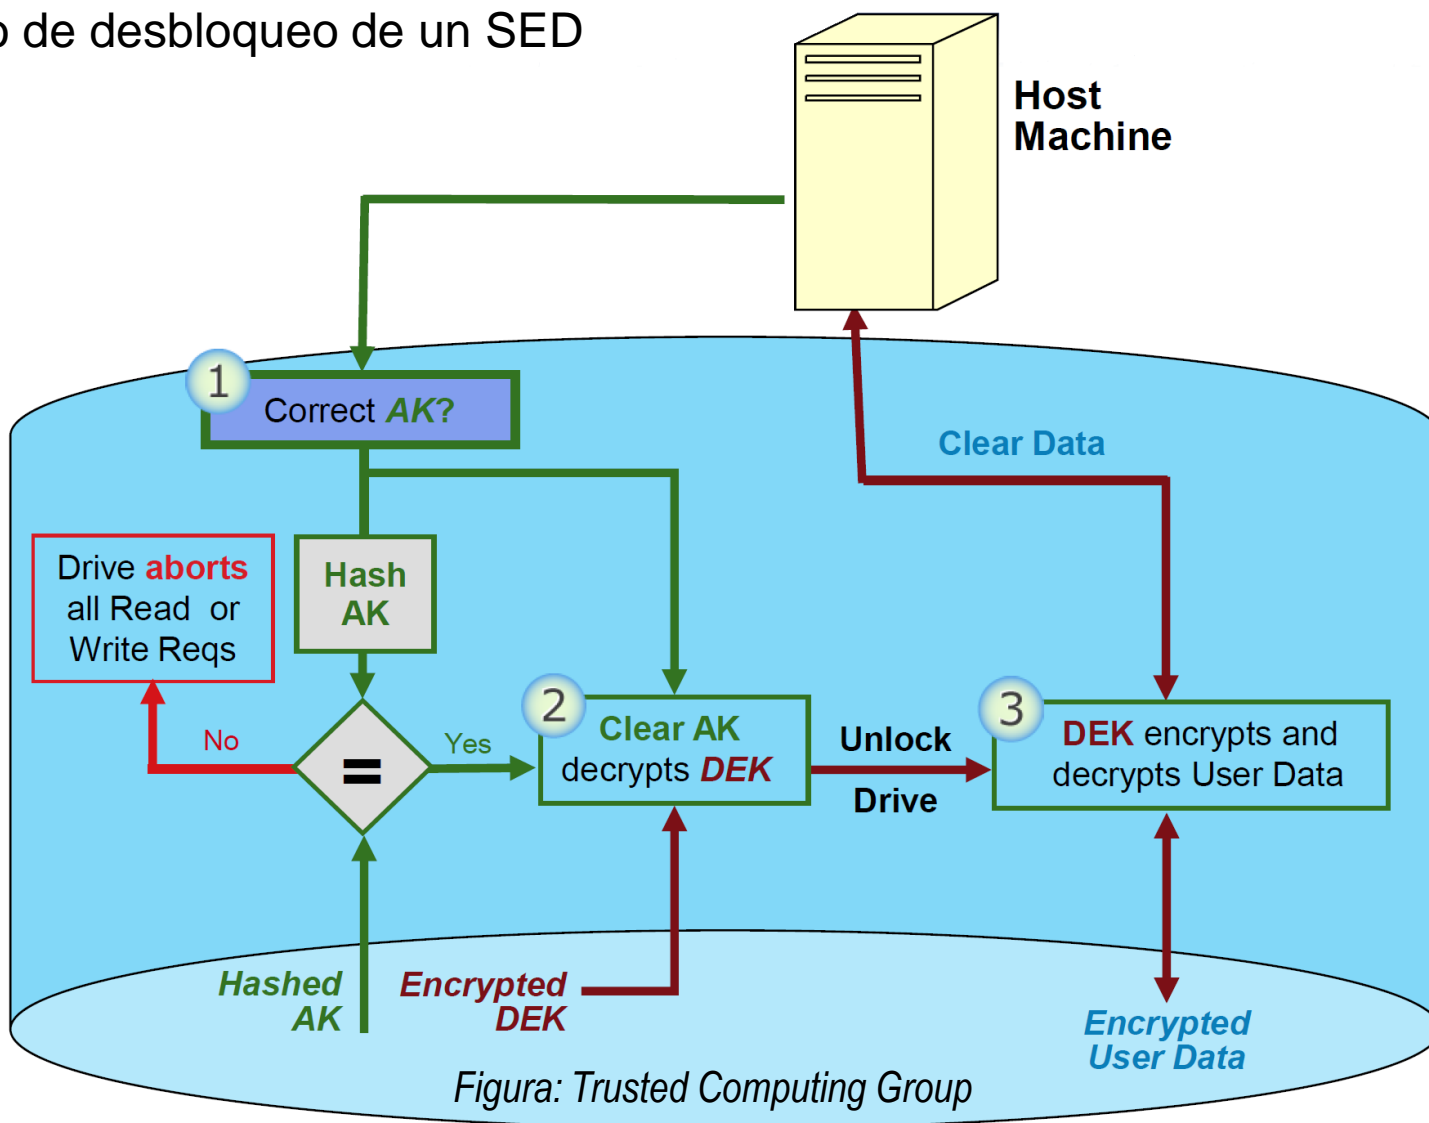 de desbloqueo de un SED
Host
Machine
1
Correct AK?
Clear Data
Drive aborts
all Read or
Write Reqs
Hash
AK
No
=
Yes
2
Clear AK
decrypts DEK
Unlock
Drive
3
DEK encrypts and
decrypts User Data
Hashed
AK
Encrypted
DEK
Encrypted
User Data
Figura: Trusted Computing Group